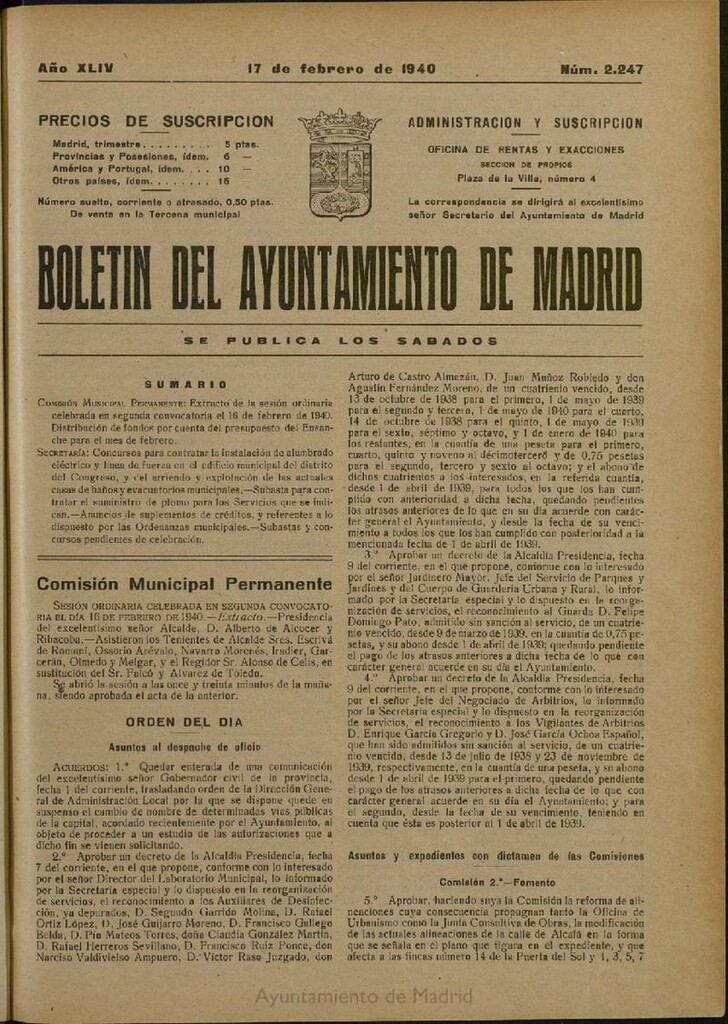 Año XLIV
17 de febrero de 1940
Núm. 2.247
PRECIOS DE SUSCRIPCION
Madrid, trimestre......... 5 ptas.
Provincias y Posesiones, ídem. 6 —
América y Portugal, ídem.... 10 —
Otros países, ídem........ 15
Número suelto, corriente o atrasado, 0,50 ptas.
De venta en la Tercena municipal
ADMINISTRACION Y SUSCRIPCION
OFICINA DE RENTAS Y EXACCIONES
SECCION DE PROPIOS
Plaza de la Villa, número 4
La correspondencia se dirigirá al excelentísimo
señor Secretario del Ayuntamiento de Madrid
BOLETIN DEL AYUNTAMIENTO DE MADRID
SE PUBLICA LOS SABADOS
SUMARIO
COMISIÓN MUNICIPAL PERMANENTE: Extracto de la sesión ordinaria
celebrada en segunda convocatoria el 16 de febrero de 1940.
Distribución de fondos por cuenta del presupuesto del Ensan-
che para el mes de febrero.
SECRETARÍA: Concursos para contratar la instalación de alumbrado
eléctrico y línea de fuerza en el edificio municipal del distrito
del Congreso, y del arriendo y explotación de las actuales
casas de baños y evacuatorios municipales.—Subasta para con-
tratar el suministro de plomo para los Servicios que se indi-
can.—Anuncios de suplementos de créditos, y referentes a lo
dispuesto por las Ordenanzas municipales.—Subastas y con-
cursos pendientes de celebración.
Comisión Municipal Permanente
SESIÓN ORDINARIA CELEBRADA EN SEGUNDA CONVOCATO-
RIA EL DÍA 16 DE FEBRERO DE 1940.—Extracto.—Presidencia
del excelentísimo señor Alcalde, D. Alberto de Alcocer y
Ribacoba.—Asistieron los Tenientes de Alcalde Sres. Escrivá
de Romaní, Ossorio Arévalo, Navarro Morenés, Iradier, Gar-
cerán, Olmedo y Melgar, y el Regidor Sr. Alonso de Celis, en
sustitución del Sr. Falcó y Alvarez de Toledo.
Se abrió la sesión a las once y treinta minutos de la maña-
na, siendo aprobada el acta de la anterior.
ORDEN DEL DIA
Asuntos al despacho de oficio
ACUERDOS: 1.º Quedar enterada de una comunicación
del excelentísimo señor Gobernador civil de la provincia,
fecha 1 del corriente, trasladando orden de la Dirección Gene-
ral de Administración Local por la que se dispone quede en
suspenso el cambio de nombre de determinadas vías públicas
de la capital, acordado recientemente por el Ayuntamiento, al
objeto de proceder a un estudio de las autorizaciones que a
dicho fin se vienen solicitando.
2.º Aprobar un decreto de la Alcaldía Presidencia, fecha
7 del corriente, en el que propone, conforme con lo interesado
por el señor Director del Laboratorio Municipal, lo informado
por la Secretaría especial y lo dispuesto en la reorganización
de servicios, el reconocimiento a los Auxiliares de Desinfec-
ción, ya depurados, D. Segundo Garrido Molina, D. Rafael
Ortiz López, D. José Guijarro Moreno, D. Francisco Gallego
Belda, D. Pío Mateos Torres, doña Claudia González Martín,
D. Rafael Herreros Sevillano, D. Francisco Ruiz Ponce, don
Narciso Valdivielso Ampuero, D. Víctor Raso Juzgado, don
Arturo de Castro Almazán, D. Juan Muñoz Robledo y don
Agustín Fernández Moreno, de un cuatrienio vencido, desde
13 de octubre de 1938 para el primero, 1 de mayo de 1939
para el segundo y tercero, 1 de mayo de 1940 para el cuarto,
14 de octubre de 1938 para el quinto, 1 de mayo de 1939
para el sexto, séptimo y octavo, y 1 de enero de 1940 para
los restantes, en la cuantía de una peseta para el primero,
cuarto, quinto y noveno al décimotercero y de 0,75 pesetas
para el segundo, tercero y sexto al octavo; y el abono de
dichos cuatrienios a los interesados, en la referida cuantía,
desde 1 de abril de 1939, para todos los que los han cum-
plido con anterioridad a dicha fecha, quedando pendientes
los atrasos anteriores de lo que en su día acuerde con carác-
ter general el Ayuntamiento, y desde la fecha de su venci-
miento a todos los que los han cumplido con posterioridad a la
mencionada fecha de 1 de abril de 1939.
3.º Aprobar un decreto de la Alcaldía Presidencia, fecha
9 del corriente, en el que propone, conforme con lo interesado
por el señor Jardinero Mayor, Jefe del Servicio de Parques y
Jardines y del Cuerpo de Guardería Urbana y Rural, lo infor-
mado por la Secretaría especial y lo dispuesto en la reorga-
nización de servicios, el reconocimiento al Guarda D. Felipe
Domingo Pato, admitido sin sanción al servicio, de un cuatrie-
nio vencido, desde 9 de marzo de 1939, en la cuantía de 0,75 pe-
setas, y su abono desde 1 de abril de 1939; quedando pendiente
el pago de los atrasos anteriores a dicha fecha de lo que con
carácter general acuerde en su día el Ayuntamiento.
4.º Aprobar un decreto de la Alcaldía Presidencia, fecha
9 del corriente, en el que propone, conforme con lo interesado
por el señor Jefe del Negociado de Arbitrios, lo informado
por la Secretaría especial y lo dispuesto en la reorganización
de servicios, el reconocimiento a los Vigilantes de Arbitrios
D. Enrique García Gregorio y D. José García Ochoa Español,
que han sido admitidos sin sanción al servicio, de un cuatrie-
nio vencido, desde 13 de julio de 1938 y 23 de noviembre de
1939, respectivamente, en la cuantía de una peseta, y su abono
desde 1 de abril de 1939 para el primero, quedando pendiente
el pago de los atrasos anteriores a dicha fecha de lo que con
carácter general acuerde en su día el Ayuntamiento; y para
el segundo, desde la fecha de su vencimiento, teniendo en
cuenta que ésta es posterior al 1 de abril de 1939.
Asuntos y expedientes con dictamen de las Comisiones
Comisión 2.ª—Fomento
5.º Aprobar, haciendo suya la Comisión la reforma de ali-
neaciones cuya consecuencia propugnan tanto la Oficina de
Urbanismo como la Junta Consultiva de Obras, la modificación
de las actuales alineaciones de la calle de Alcalá en la forma
que se señala en el plano que figura en el expediente, y que
afecta a las fincas número 14 de la Puerta del Sol y 1, 3, 5, 7
Ayuntamiento de Madrid